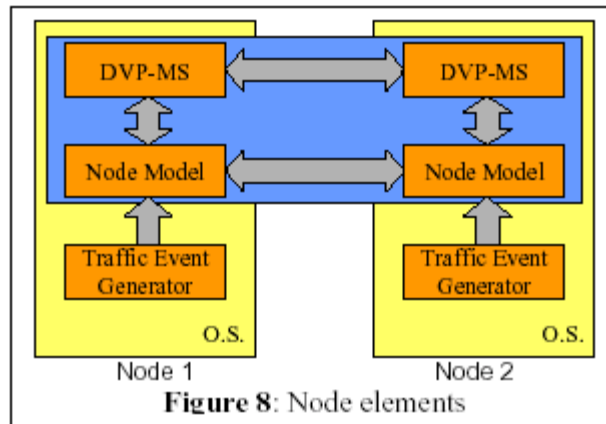 DVP-MS
DVP-MS
Node Model
Node Model
Traffic Event
Generator
Traffic Event
Generator
O.S.
O.S.
Node 1
Node 2
Figure 8: Node elements